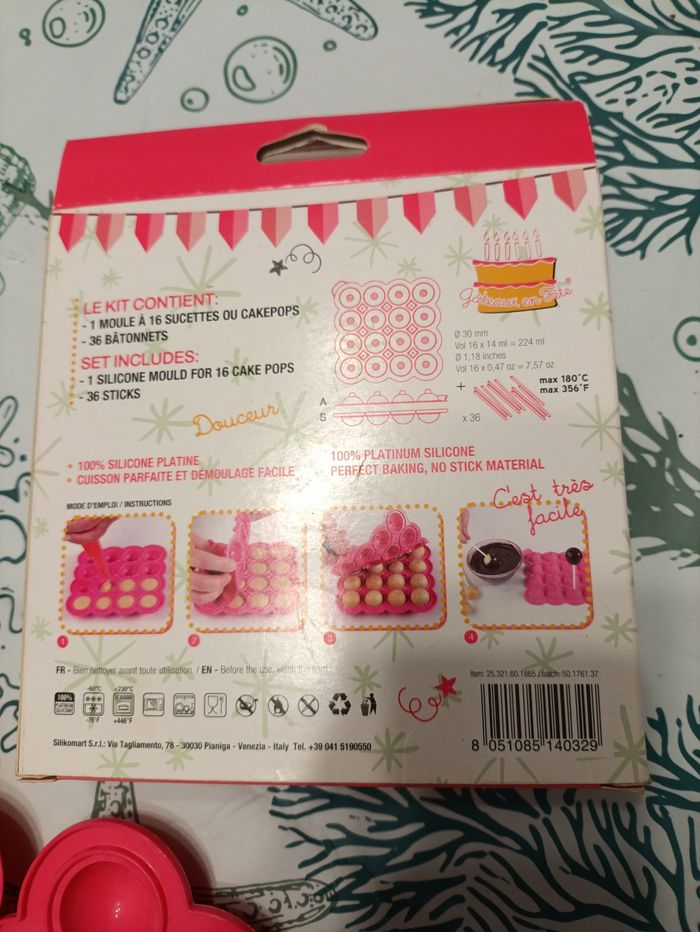 Gâteaux en Fête
LE KIT CONTIENT:
- 1 MOULE À 16 SUCETTES OU CAKEPOPS
- 36 BÂTONNETS
SET INCLUDES:
- 1 SILICONE MOULD FOR 16 CAKE POPS
- 36 STICKS
Douceur
Ø 30 mm
Vol 16 x 14 ml = 224 ml
Ø 1,18 inches
Vol 16 x 0,47 oz = 7,57 oz
+
max 180°C
max 356°F
A
B
x 36
• 100% SILICONE PLATINE
• CUISSON PARFAITE ET DÉMOULAGE FACILE
100% PLATINUM SILICONE
PERFECT BAKING, NO STICK MATERIAL
MODE D'EMPLOI / INSTRUCTIONS
C'est très
facile
1
2
3
4
FR - Bien nettoyer avant toute utilisation. / EN - Before the use, wash the item.
Item: 25.321.60.1865 / batch: 50.1761.37
100%
PLATINUM
SILICONE
-60°C
-76°F
+230°C
+446°F
Silikomart S.r.l.: Via Tagliamento, 78 - 30030 Pianiga - Venezia - Italy Tel. +39 041 5190550
8 051085 140329